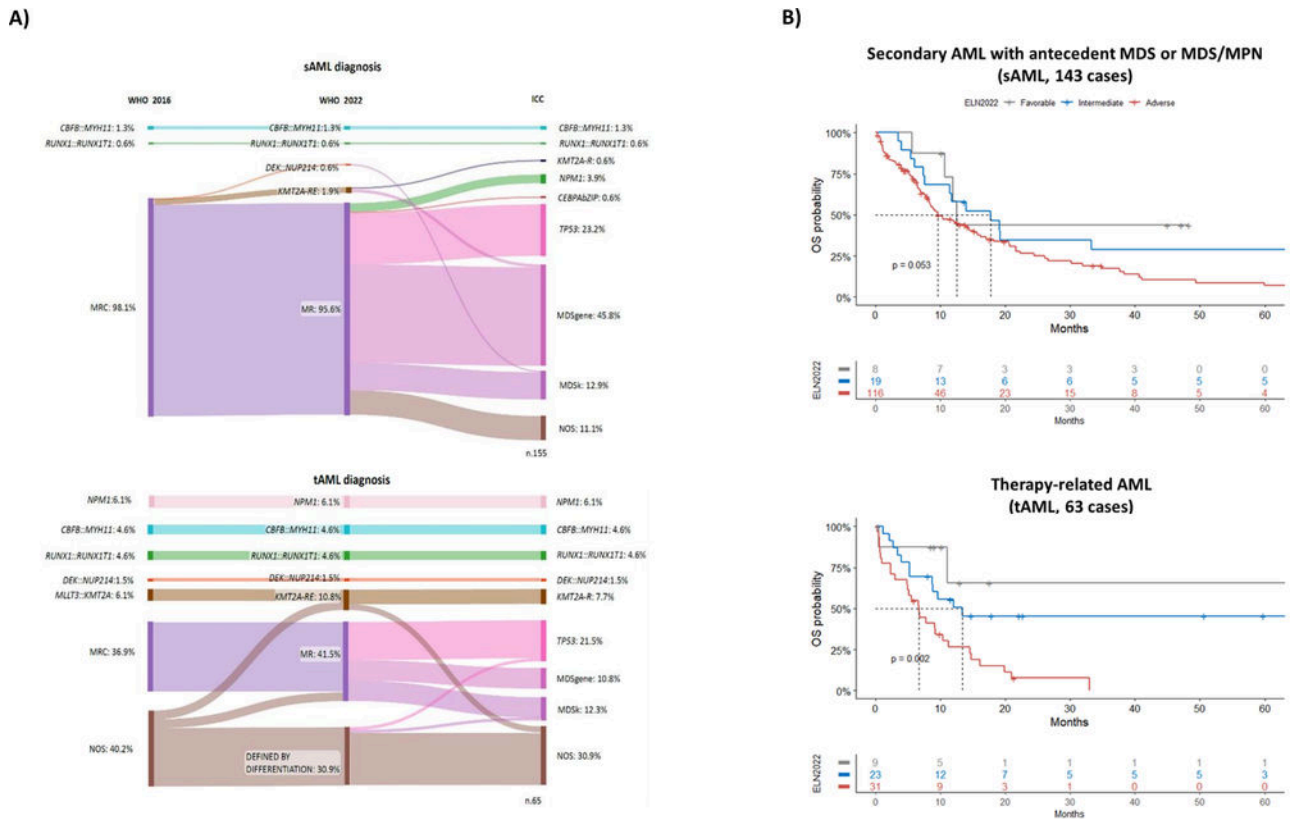 A)
sAML diagnosis
WHO 2016 WHO 2022 ICC
CBFB::MYH11: 1.3% CBFB::MYH11:1.3% CBFB::MYH11: 1.3%
RUNX1::RUNX1T1: 0.6% RUNX1::RUNX1T1: 0.6% RUNX1::RUNX1T1: 0.6%
DEK::NUP214: 0.6% KMT2A-R: 0.6%
KMT2A-RE: 1.9% NPM1: 3.9%
CEBPAbZIP: 0.6%
TP53: 23.2%
MRC: 98.1% MR: 95.6% MDSgene: 45.8%
MDSk: 12.9%
NOS: 11.1%
n.155
tAML diagnosis
NPM1:6.1% NPM1: 6.1% NPM1: 6.1%
CBFB::MYH11: 4.6% CBFB::MYH11: 4.6% CBFB::MYH11: 4.6%
RUNX1::RUNX1T1: 4.6% RUNX1::RUNX1T1: 4.6% RUNX1::RUNX1T1: 4.6%
DEK::NUP214:1.5% DEK::NUP214:1.5% DEK::NUP214:1.5%
MLLT3::KMT2A: 6.1% KMT2A-RE: 10.8% KMT2A-R: 7.7%
TP53: 21.5%
MRC: 36.9% MR: 41.5%
MDSgene: 10.8%
MDSk: 12.3%
NOS: 40.2% DEFINED BY NOS: 30.9%
DIFFERENTIATION: 30.9%
n.65
B)
Secondary AML with antecedent MDS or MDS/MPN
(sAML, 143 cases)
ELN2022 Favorable Intermediate Adverse
100%
75%
50%
25%
0%
OS probability
p = 0.053
0 10 20 30 40 50 60
Months
ELN2022
8 7 3 3 3 0 0
19 13 6 6 5 5 5
116 46 23 15 8 5 4
0 10 20 30 40 50 60
Months
Therapy-related AML
(tAML, 63 cases)
100%
75%
50%
25%
0%
OS probability
p = 0.002
0 10 20 30 40 50 60
Months
ELN2022
9 5 1 1 1 1 1
23 12 7 5 5 5 3
31 9 3 1 0 0 0
0 10 20 30 40 50 60
Months